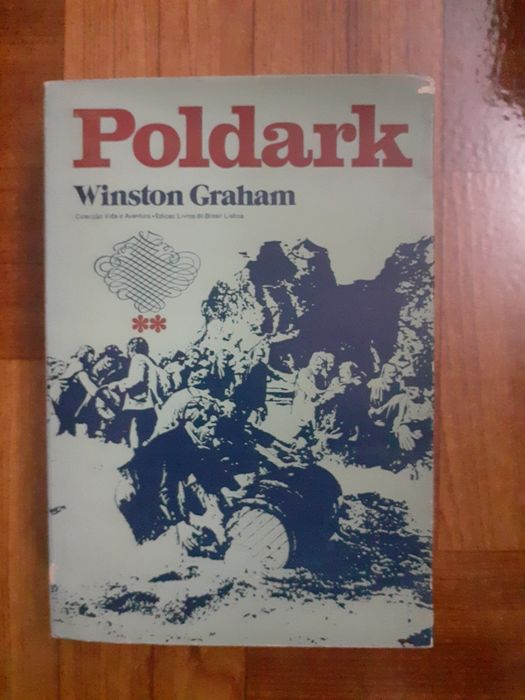 Poldark
Winston Graham
Colecção Vida e Aventura • Edição Livros do Brasil Lisboa
**